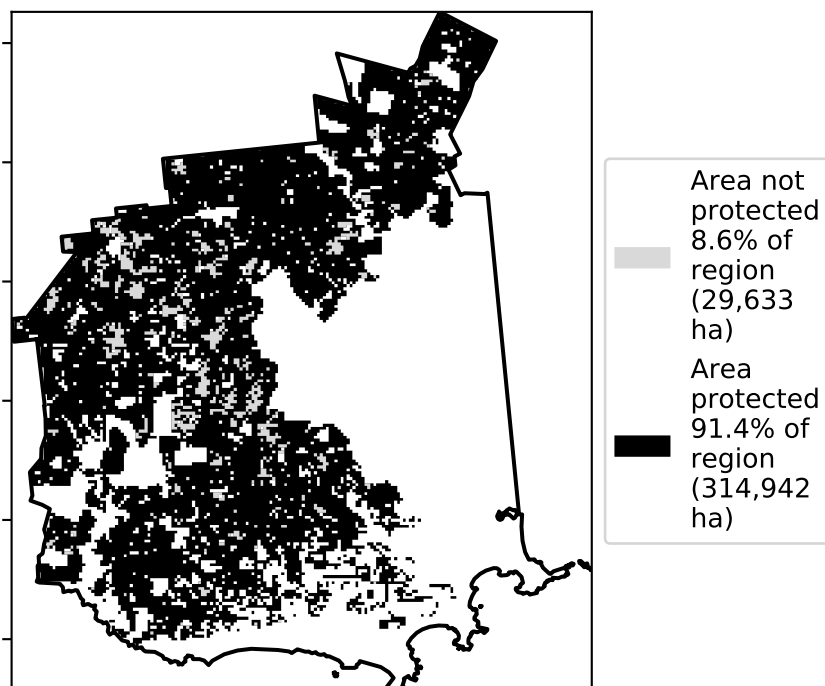 Area not
protected
8.6% of
region
(29,633
ha)
Area
protected
91.4% of
region
(314,942
ha)